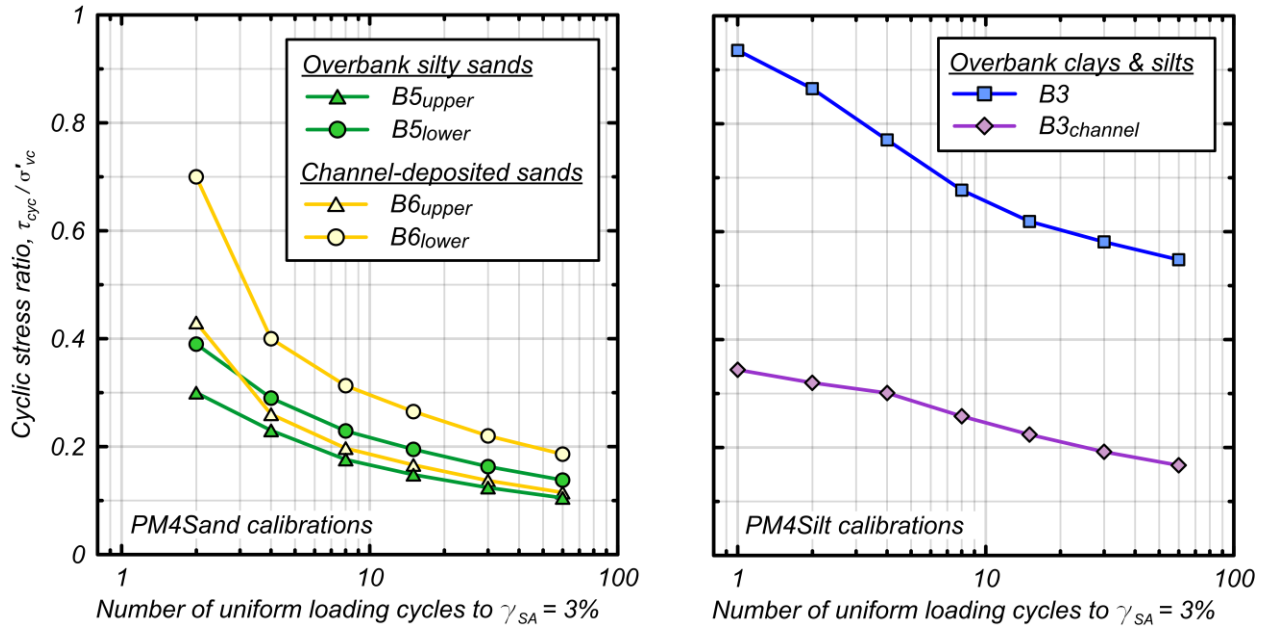 Cyclic stress ratio, τcyc / σ'vc
1
0.8
0.6
0.4
0.2
0
Overbank silty sands
B5upper
B5lower
Channel-deposited sands
B6upper
B6lower
PM4Sand calibrations
1 10 100
Number of uniform loading cycles to γSA = 3%
Overbank clays & silts
B3
B3channel
PM4Silt calibrations
1 10 100
Number of uniform loading cycles to γSA = 3%